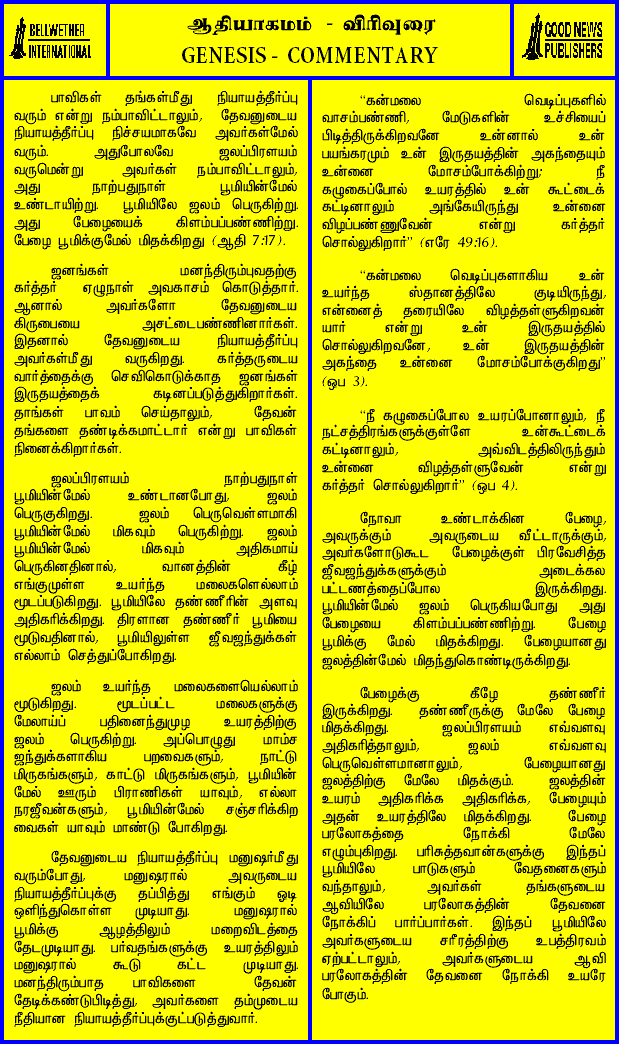 BELLWETHER
INTERNATIONAL
ஆதியாகமம் - விரிவுரை
GENESIS - COMMENTARY
GOOD NEWS
PUBLISHERS
பாவிகள் தங்கள்மீது நியாயத்தீர்ப்பு
வரும் என்று நம்பாவிட்டாலும், தேவனுடைய
நியாயத்தீர்ப்பு நிச்சயமாகவே அவர்கள்மேல்
வரும். அதுபோலவே ஜலப்பிரளயம்
வருமென்று அவர்கள் நம்பாவிட்டாலும்,
அது நாற்பதுநாள் பூமியின்மேல்
உண்டாயிற்று. பூமியிலே ஜலம் பெருகிற்று.
அது பேழையைக் கிளம்பப்பண்ணிற்று.
பேழை பூமிக்குமேல் மிதக்கிறது (ஆதி 7:17).
ஜனங்கள் மனந்திரும்புவதற்கு
கர்த்தர் ஏழுநாள் அவகாசம் கொடுத்தார்.
ஆனால் அவர்களோ தேவனுடைய
கிருபையை அசட்டைபண்ணினார்கள்.
இதனால் தேவனுடைய நியாயத்தீர்ப்பு
அவர்கள்மீது வருகிறது. கர்த்தருடைய
வார்த்தைக்கு செவிகொடுக்காத ஜனங்கள்
இருதயத்தைக் கடினப்படுத்துகிறார்கள்.
தாங்கள் பாவம் செய்தாலும், தேவன்
தங்களை தண்டிக்கமாட்டார் என்று பாவிகள்
நினைக்கிறார்கள்.
ஜலப்பிரளயம் நாற்பதுநாள்
பூமியின்மேல் உண்டானபோது, ஜலம்
பெருகுகிறது. ஜலம் பெருவெள்ளமாகி
பூமியின்மேல் மிகவும் பெருகிற்று. ஜலம்
பூமியின்மேல் மிகவும் அதிகமாய்
பெருகினதினால், வானத்தின் கீழ்
எங்குமுள்ள உயர்ந்த மலைகளெல்லாம்
மூடப்படுகிறது. பூமியிலே தண்ணீரின் அளவு
அதிகரிக்கிறது. திரளான தண்ணீர் பூமியை
மூடுவதினால், பூமியிலுள்ள ஜீவஜந்துக்கள்
எல்லாம் செத்துப்போகிறது.
ஜலம் உயர்ந்த மலைகளையெல்லாம்
மூடுகிறது. மூடப்பட்ட மலைகளுக்கு
மேலாய்ப் பதினைந்துமுழ உயரத்திற்கு
ஜலம் பெருகிற்று. அப்பொழுது மாம்ச
ஜந்துக்களாகிய பறவைகளும், நாட்டு
மிருகங்களும், காட்டு மிருகங்களும், பூமியின்
மேல் ஊரும் பிராணிகள் யாவும், எல்லா
நரஜீவன்களும், பூமியின்மேல் சஞ்சரிக்கிற
வைகள் யாவும் மாண்டு போகிறது.
தேவனுடைய நியாயத்தீர்ப்பு மனுஷர்மீது
வரும்போது, மனுஷரால் அவருடைய
நியாயத்தீர்ப்புக்கு தப்பித்து எங்கும் ஓடி
ஒளிந்துகொள்ள முடியாது. மனுஷரால்
பூமிக்கு ஆழத்திலும் மறைவிடத்தை
தேடமுடியாது. பர்வதங்களுக்கு உயரத்திலும்
மனுஷரால் கூடு கட்ட முடியாது.
மனந்திரும்பாத பாவிகளை தேவன்
தேடிக்கண்டுபிடித்து, அவர்களை தம்முடைய
நீதியான நியாயத்தீர்ப்புக்குட்படுத்துவார்.
“கன்மலை வெடிப்புகளில்
வாசம்பண்ணி, மேடுகளின் உச்சியைப்
பிடித்திருக்கிறவனே உன்னால் உன்
பயங்கரமும் உன் இருதயத்தின் அகந்தையும்
உன்னை மோசம்போக்கிற்று; நீ
கழுகைப்போல் உயரத்தில் உன் கூட்டைக்
கட்டினாலும் அங்கேயிருந்து உன்னை
விழப்பண்ணுவேன் என்று கர்த்தர்
சொல்லுகிறார்” (எரே 49:16).
“கன்மலை வெடிப்புகளாகிய உன்
உயர்ந்த ஸ்தானத்திலே குடியிருந்து,
என்னைத் தரையிலே விழத்தள்ளுகிறவன்
யார் என்று உன் இருதயத்தில்
சொல்லுகிறவனே, உன் இருதயத்தின்
அகந்தை உன்னை மோசம்போக்குகிறது”
(ஒப 3).
“நீ கழுகைப்போல உயரப்போனாலும், நீ
நட்சத்திரங்களுக்குள்ளே உன்கூட்டைக்
கட்டினாலும், அவ்விடத்திலிருந்தும்
உன்னை விழத்தள்ளுவேன் என்று
கர்த்தர் சொல்லுகிறார்” (ஒப 4).
நோவா உண்டாக்கின பேழை,
அவருக்கும் அவருடைய வீட்டாருக்கும்,
அவர்களோடுகூட பேழைக்குள் பிரவேசித்த
ஜீவஜந்துக்களுக்கும் அடைக்கல
பட்டணத்தைப்போல இருக்கிறது.
பூமியின்மேல் ஜலம் பெருகியபோது அது
பேழையை கிளம்பப்பண்ணிற்று. பேழை
பூமிக்கு மேல் மிதக்கிறது. பேழையானது
ஜலத்தின்மேல் மிதந்துகொண்டிருக்கிறது.
பேழைக்கு கீழே தண்ணீர்
இருக்கிறது. தண்ணீருக்கு மேலே பேழை
மிதக்கிறது. ஜலப்பிரளயம் எவ்வளவு
அதிகரித்தாலும், ஜலம் எவ்வளவு
பெருவெள்ளமானாலும், பேழையானது
ஜலத்திற்கு மேலே மிதக்கும். ஜலத்தின்
உயரம் அதிகரிக்க அதிகரிக்க, பேழையும்
அதன் உயரத்திலே மிதக்கிறது. பேழை
பரலோகத்தை நோக்கி மேலே
எழும்புகிறது. பரிசுத்தவான்களுக்கு இந்தப்
பூமியிலே பாடுகளும் வேதனைகளும்
வந்தாலும், அவர்கள் தங்களுடைய
ஆவியிலே பரலோகத்தின் தேவனை
நோக்கிப் பார்ப்பார்கள். இந்தப் பூமியிலே
அவர்களுடைய சரீரத்திற்கு உபத்திரவம்
ஏற்பட்டாலும், அவர்களுடைய ஆவி
பரலோகத்தின் தேவனை நோக்கி உயரே
போகும்.